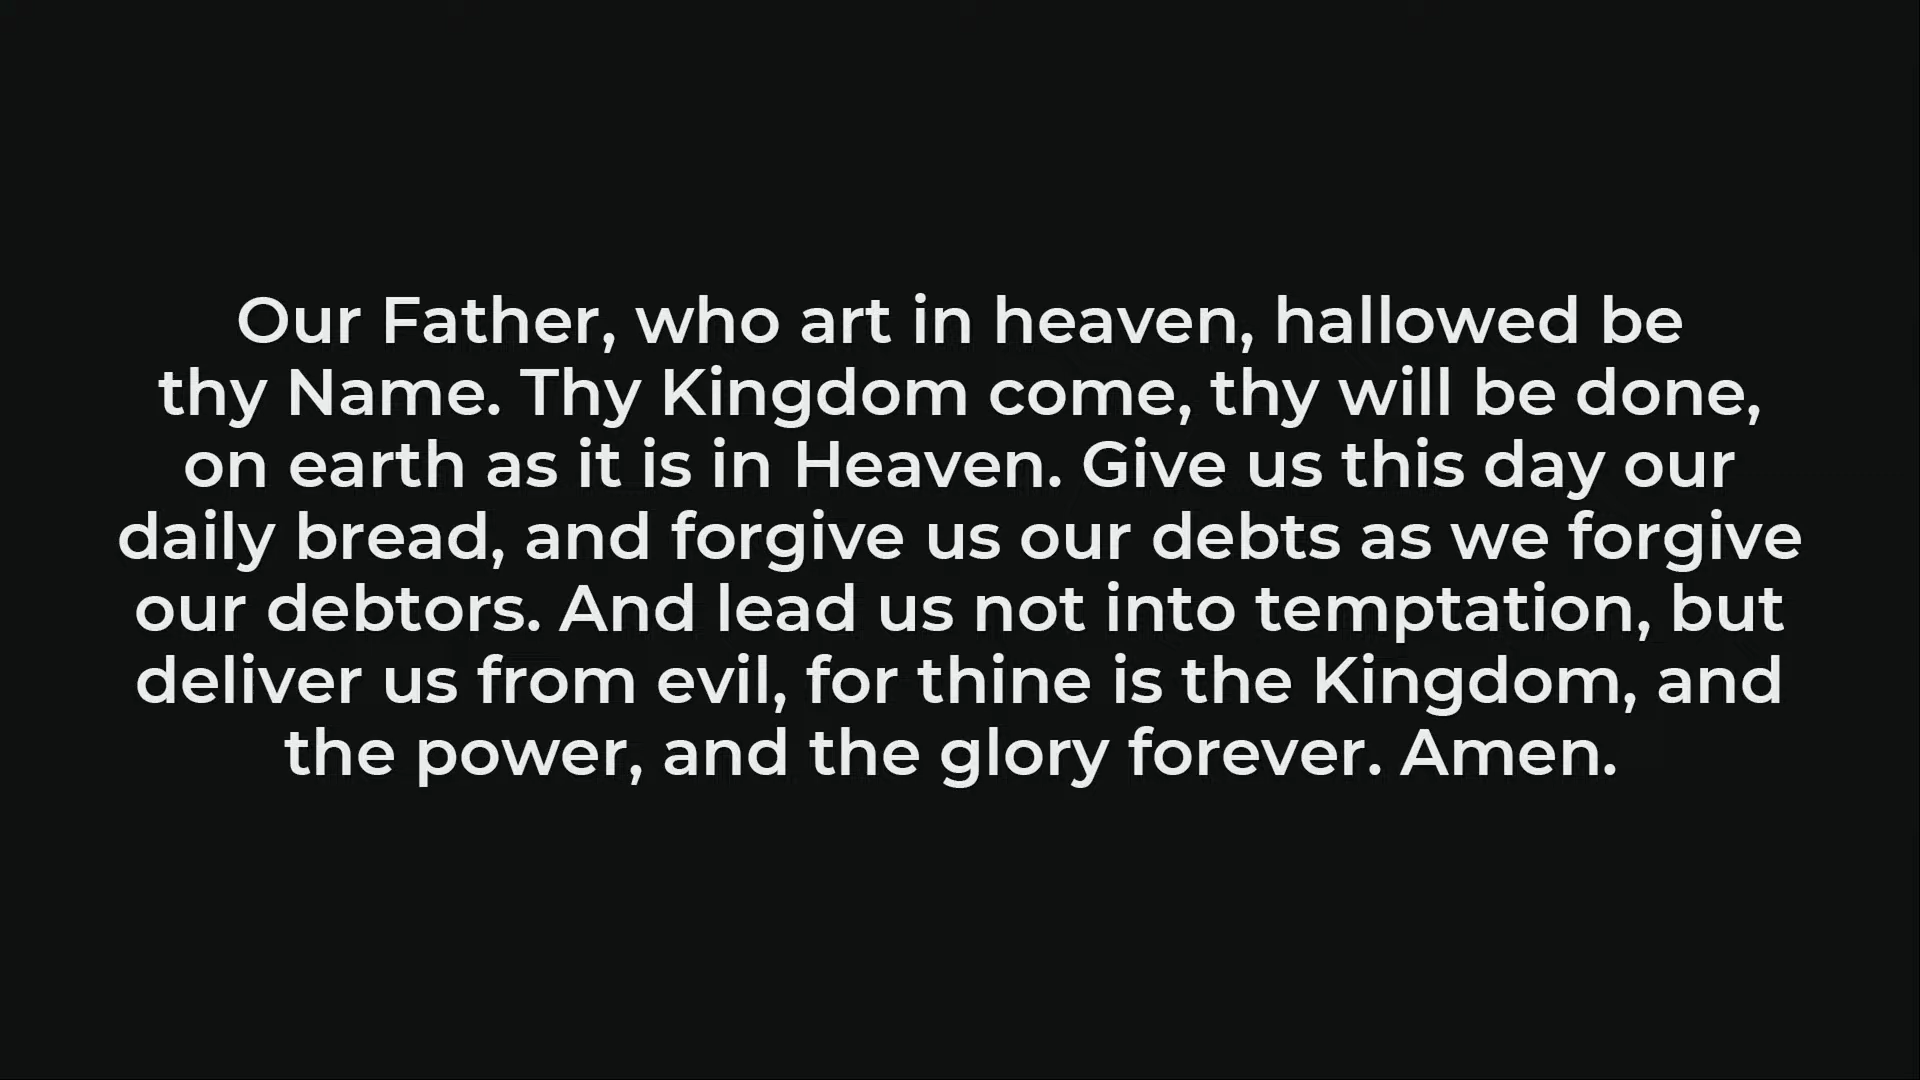 Our Father, who art in heaven, hallowed be
thy Name. Thy Kingdom come, thy will be done,
on earth as it is in Heaven. Give us this day our
daily bread, and forgive us our debts as we forgive
our debtors. And lead us not into temptation, but
deliver us from evil, for thine is the Kingdom, and
the power, and the glory forever. Amen.